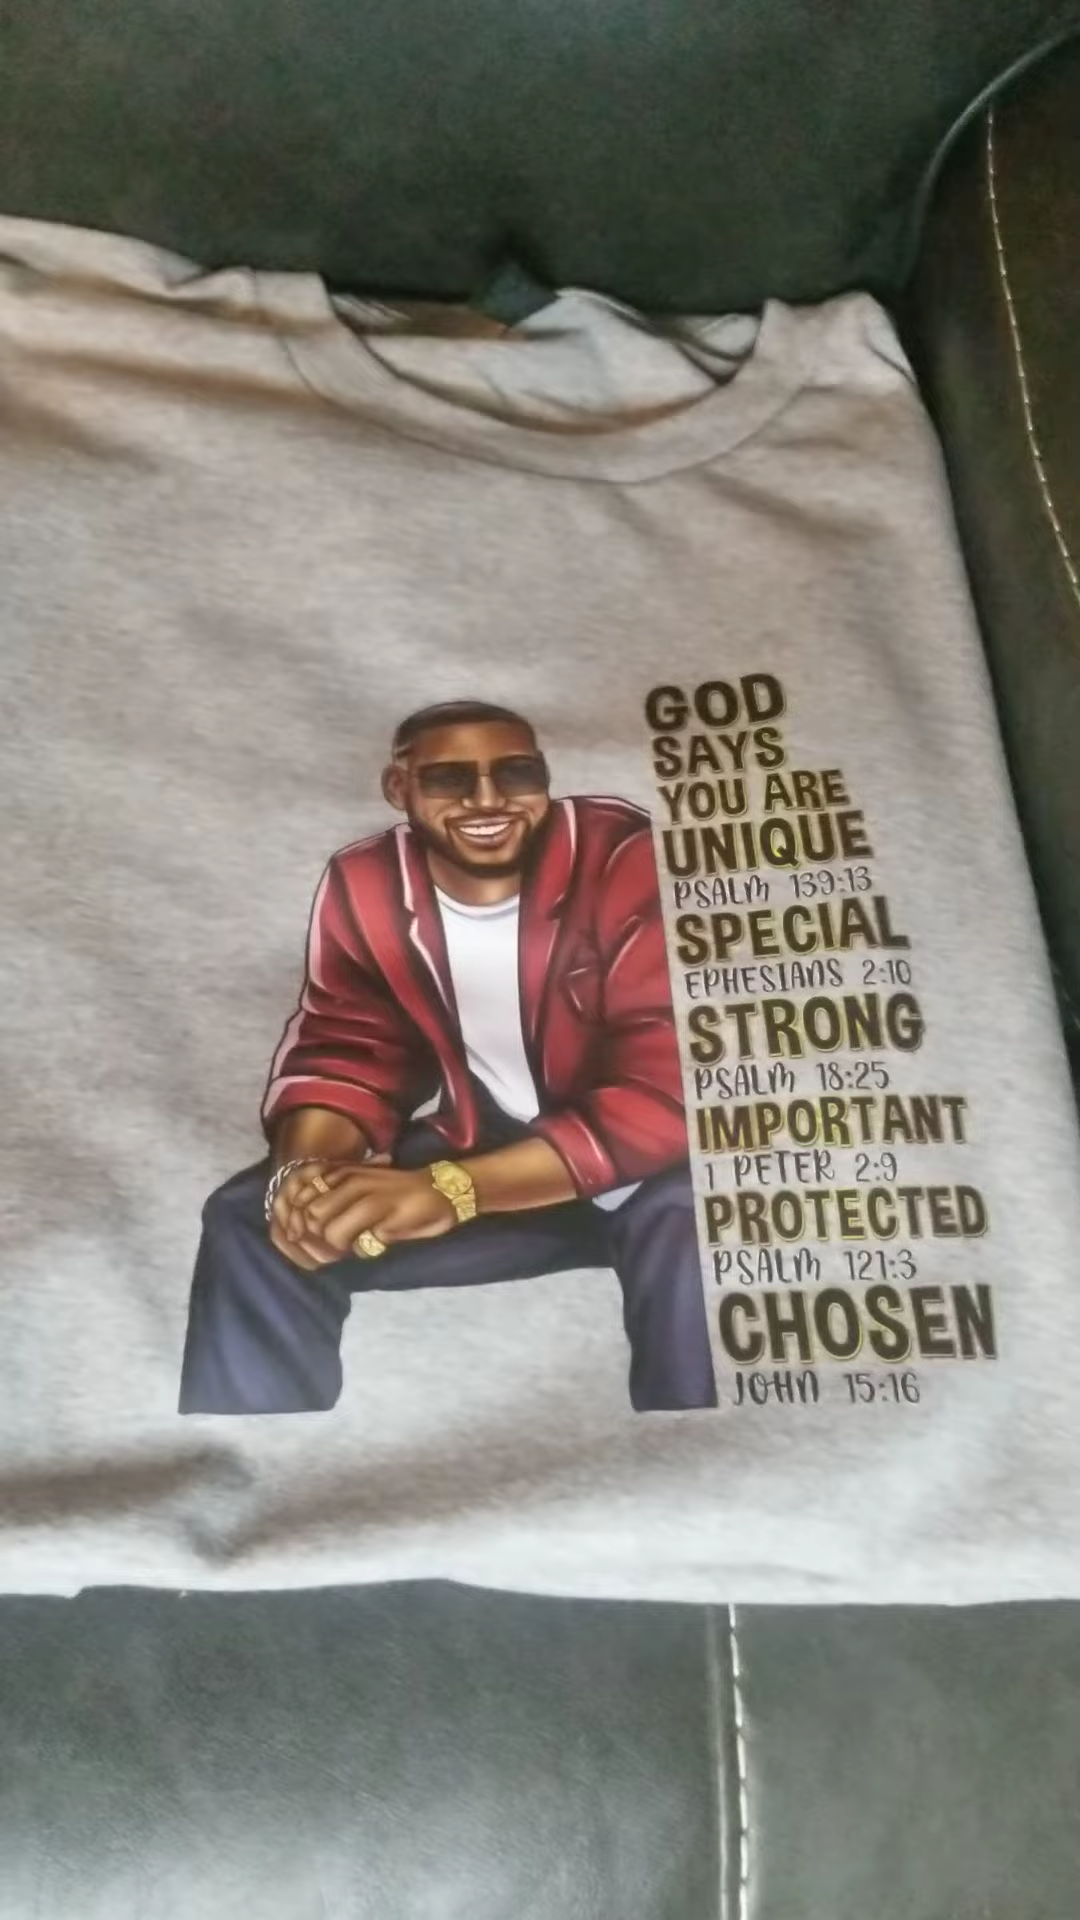 GOD
SAYS
YOU ARE
UNIQUE
PSALM 139:13
SPECIAL
EPHESIANS 2:10
STRONG
PSALM 18:25
IMPORTANT
1 PETER 2:9
PROTECTED
PSALM 121:3
CHOSEN
JOHN 15:16